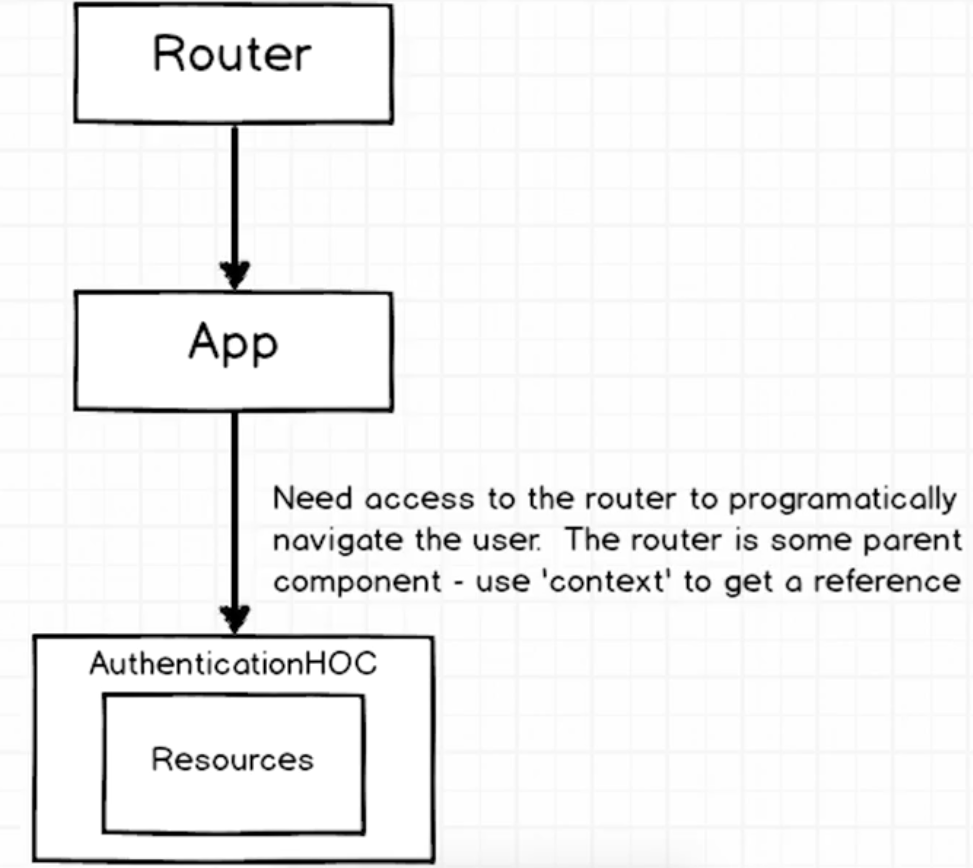 Router
App
Need access to the router to programatically
navigate the user. The router is some parent
component - use 'context' to get a reference
AuthenticationHOC
Resources